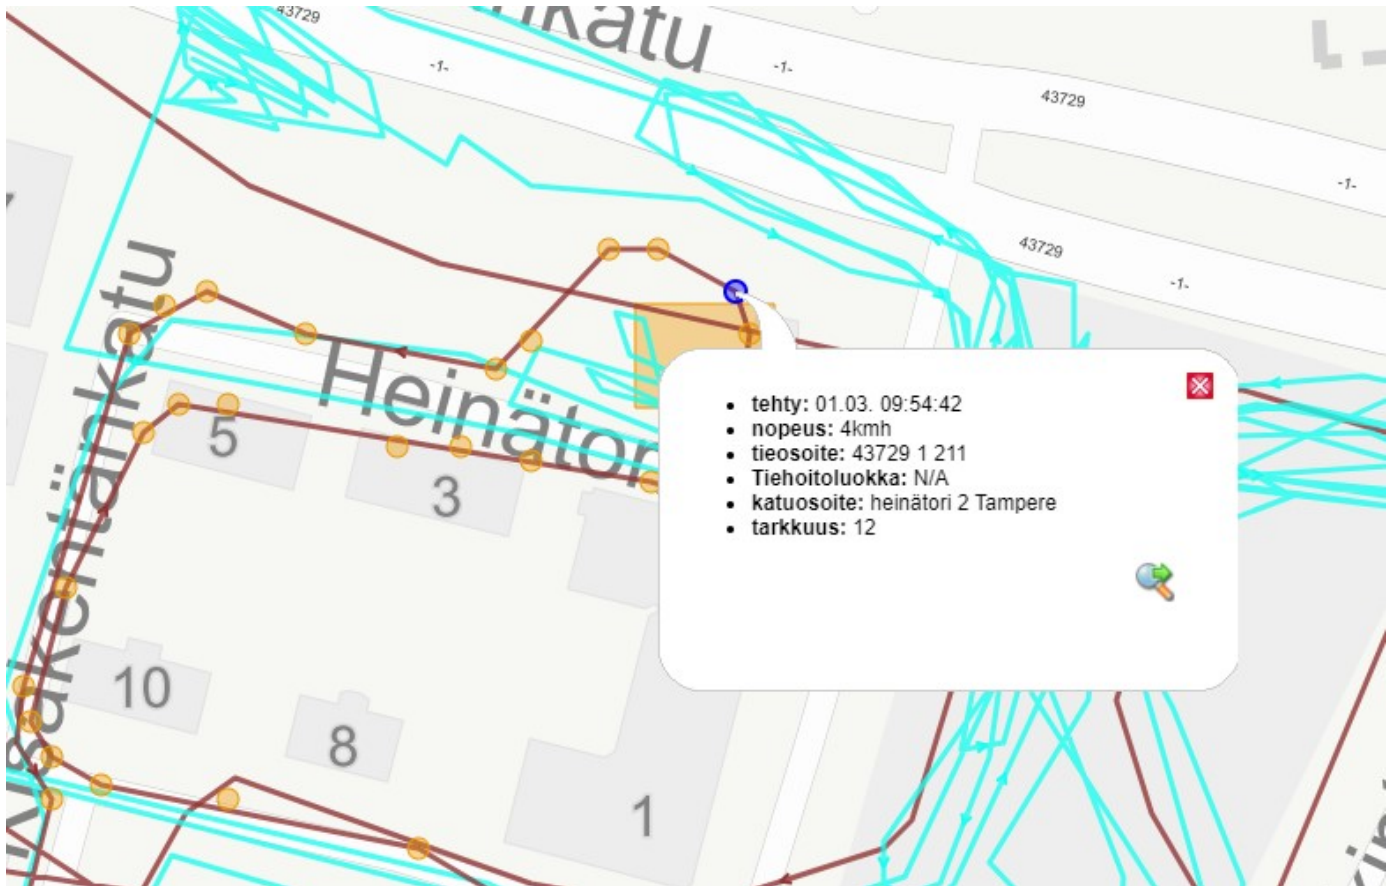 43729
-1-
-1-
43729
-1-
43729
-1-
Heinätor
5
3
10
8
1
tehty: 01.03. 09:54:42
nopeus: 4kmh
tieosoite: 43729 1 211
Tiehoitoluokka: N/A
katuosoite: heinätori 2 Tampere
tarkkuus: 12